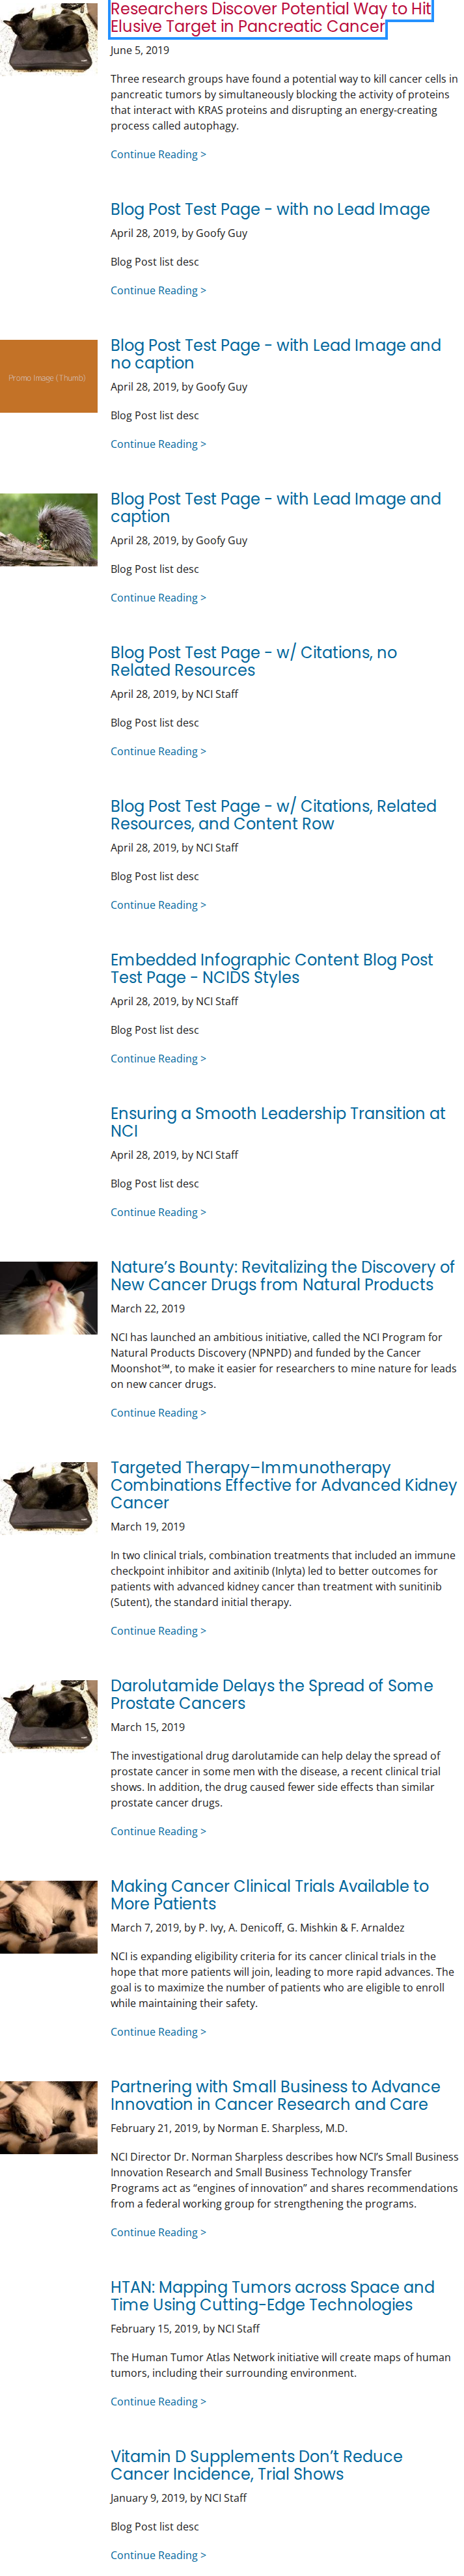 Researchers Discover Potential Way to Hit
Elusive Target in Pancreatic Cancer
June 5, 2019
Three research groups have found a potential way to kill cancer cells in
pancreatic tumors by simultaneously blocking the activity of proteins
that interact with KRAS proteins and disrupting an energy-creating
process called autophagy.
Continue Reading >
Blog Post Test Page - with no Lead Image
April 28, 2019, by Goofy Guy
Blog Post list desc
Continue Reading >
Promo Image (Thumb)
Blog Post Test Page - with Lead Image and
no caption
April 28, 2019, by Goofy Guy
Blog Post list desc
Continue Reading >
Blog Post Test Page - with Lead Image and
caption
April 28, 2019, by Goofy Guy
Blog Post list desc
Continue Reading >
Blog Post Test Page - w/ Citations, no
Related Resources
April 28, 2019, by NCI Staff
Blog Post list desc
Continue Reading >
Blog Post Test Page - w/ Citations, Related
Resources, and Content Row
April 28, 2019, by NCI Staff
Blog Post list desc
Continue Reading >
Embedded Infographic Content Blog Post
Test Page - NCIDS Styles
April 28, 2019, by NCI Staff
Blog Post list desc
Continue Reading >
Ensuring a Smooth Leadership Transition at
NCI
April 28, 2019, by NCI Staff
Blog Post list desc
Continue Reading >
Nature’s Bounty: Revitalizing the Discovery of
New Cancer Drugs from Natural Products
March 22, 2019
NCI has launched an ambitious initiative, called the NCI Program for
Natural Products Discovery (NPNPD) and funded by the Cancer
Moonshot℠, to make it easier for researchers to mine nature for leads
on new cancer drugs.
Continue Reading >
Targeted Therapy–Immunotherapy
Combinations Effective for Advanced Kidney
Cancer
March 19, 2019
In two clinical trials, combination treatments that included an immune
checkpoint inhibitor and axitinib (Inlyta) led to better outcomes for
patients with advanced kidney cancer than treatment with sunitinib
(Sutent), the standard initial therapy.
Continue Reading >
Darolutamide Delays the Spread of Some
Prostate Cancers
March 15, 2019
The investigational drug darolutamide can help delay the spread of
prostate cancer in some men with the disease, a recent clinical trial
shows. In addition, the drug caused fewer side effects than similar
prostate cancer drugs.
Continue Reading >
Making Cancer Clinical Trials Available to
More Patients
March 7, 2019, by P. Ivy, A. Denicoff, G. Mishkin & F. Arnaldez
NCI is expanding eligibility criteria for its cancer clinical trials in the
hope that more patients will join, leading to more rapid advances. The
goal is to maximize the number of patients who are eligible to enroll
while maintaining their safety.
Continue Reading >
Partnering with Small Business to Advance
Innovation in Cancer Research and Care
February 21, 2019, by Norman E. Sharpless, M.D.
NCI Director Dr. Norman Sharpless describes how NCI’s Small Business
Innovation Research and Small Business Technology Transfer
Programs act as “engines of innovation” and shares recommendations
from a federal working group for strengthening the programs.
Continue Reading >
HTAN: Mapping Tumors across Space and
Time Using Cutting-Edge Technologies
February 15, 2019, by NCI Staff
The Human Tumor Atlas Network initiative will create maps of human
tumors, including their surrounding environment.
Continue Reading >
Vitamin D Supplements Don’t Reduce
Cancer Incidence, Trial Shows
January 9, 2019, by NCI Staff
Blog Post list desc
Continue Reading >